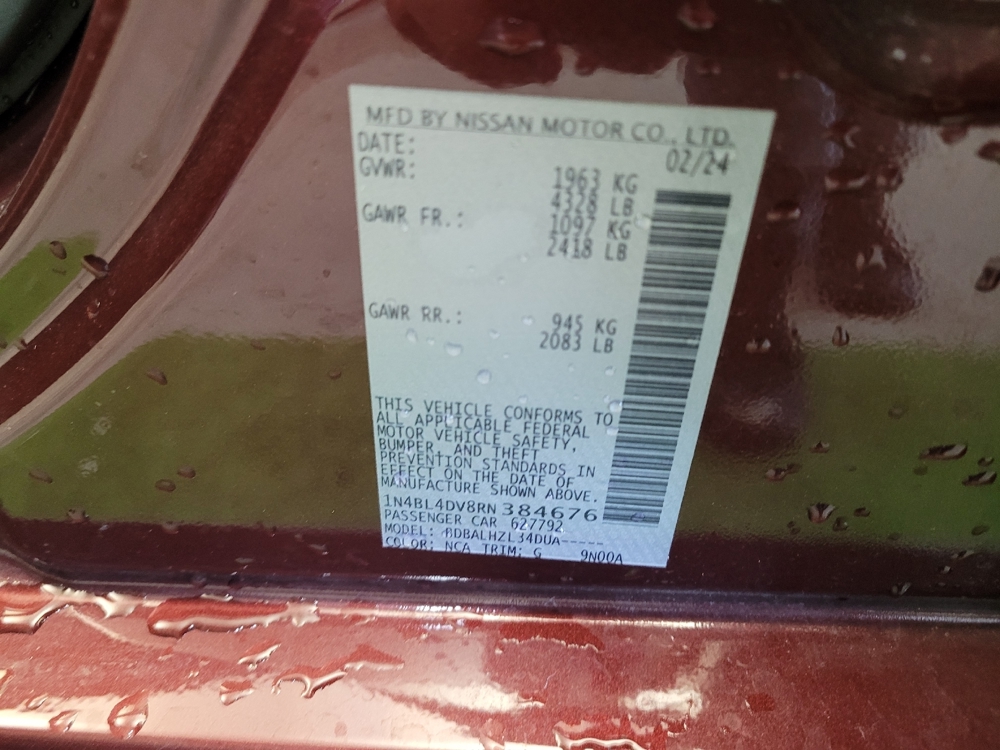 MFD BY NISSAN MOTOR CO., LTD.
DATE: 02/24
GVWR: 1963 KG
4328 LB
GAWR FR.: 1097 KG
2418 LB
GAWR RR.: 945 KG
2083 LB
THIS VEHICLE CONFORMS TO
ALL APPLICABLE FEDERAL
MOTOR VEHICLE SAFETY,
BUMPER, AND THEFT
PREVENTION STANDARDS IN
EFFECT ON THE DATE OF
MANUFACTURE SHOWN ABOVE.
1N4BL4DV8RN384676
PASSENGER CAR 627792
MODEL: BDBALHZL34DUA-----
COLOR: NCA TRIM: G 9N00A